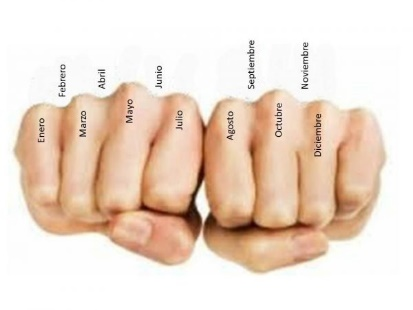 Enero
Febrero
Marzo
Abril
Mayo
Junio
Julio
Agosto
Septiembre
Octubre
Noviembre
Diciembre